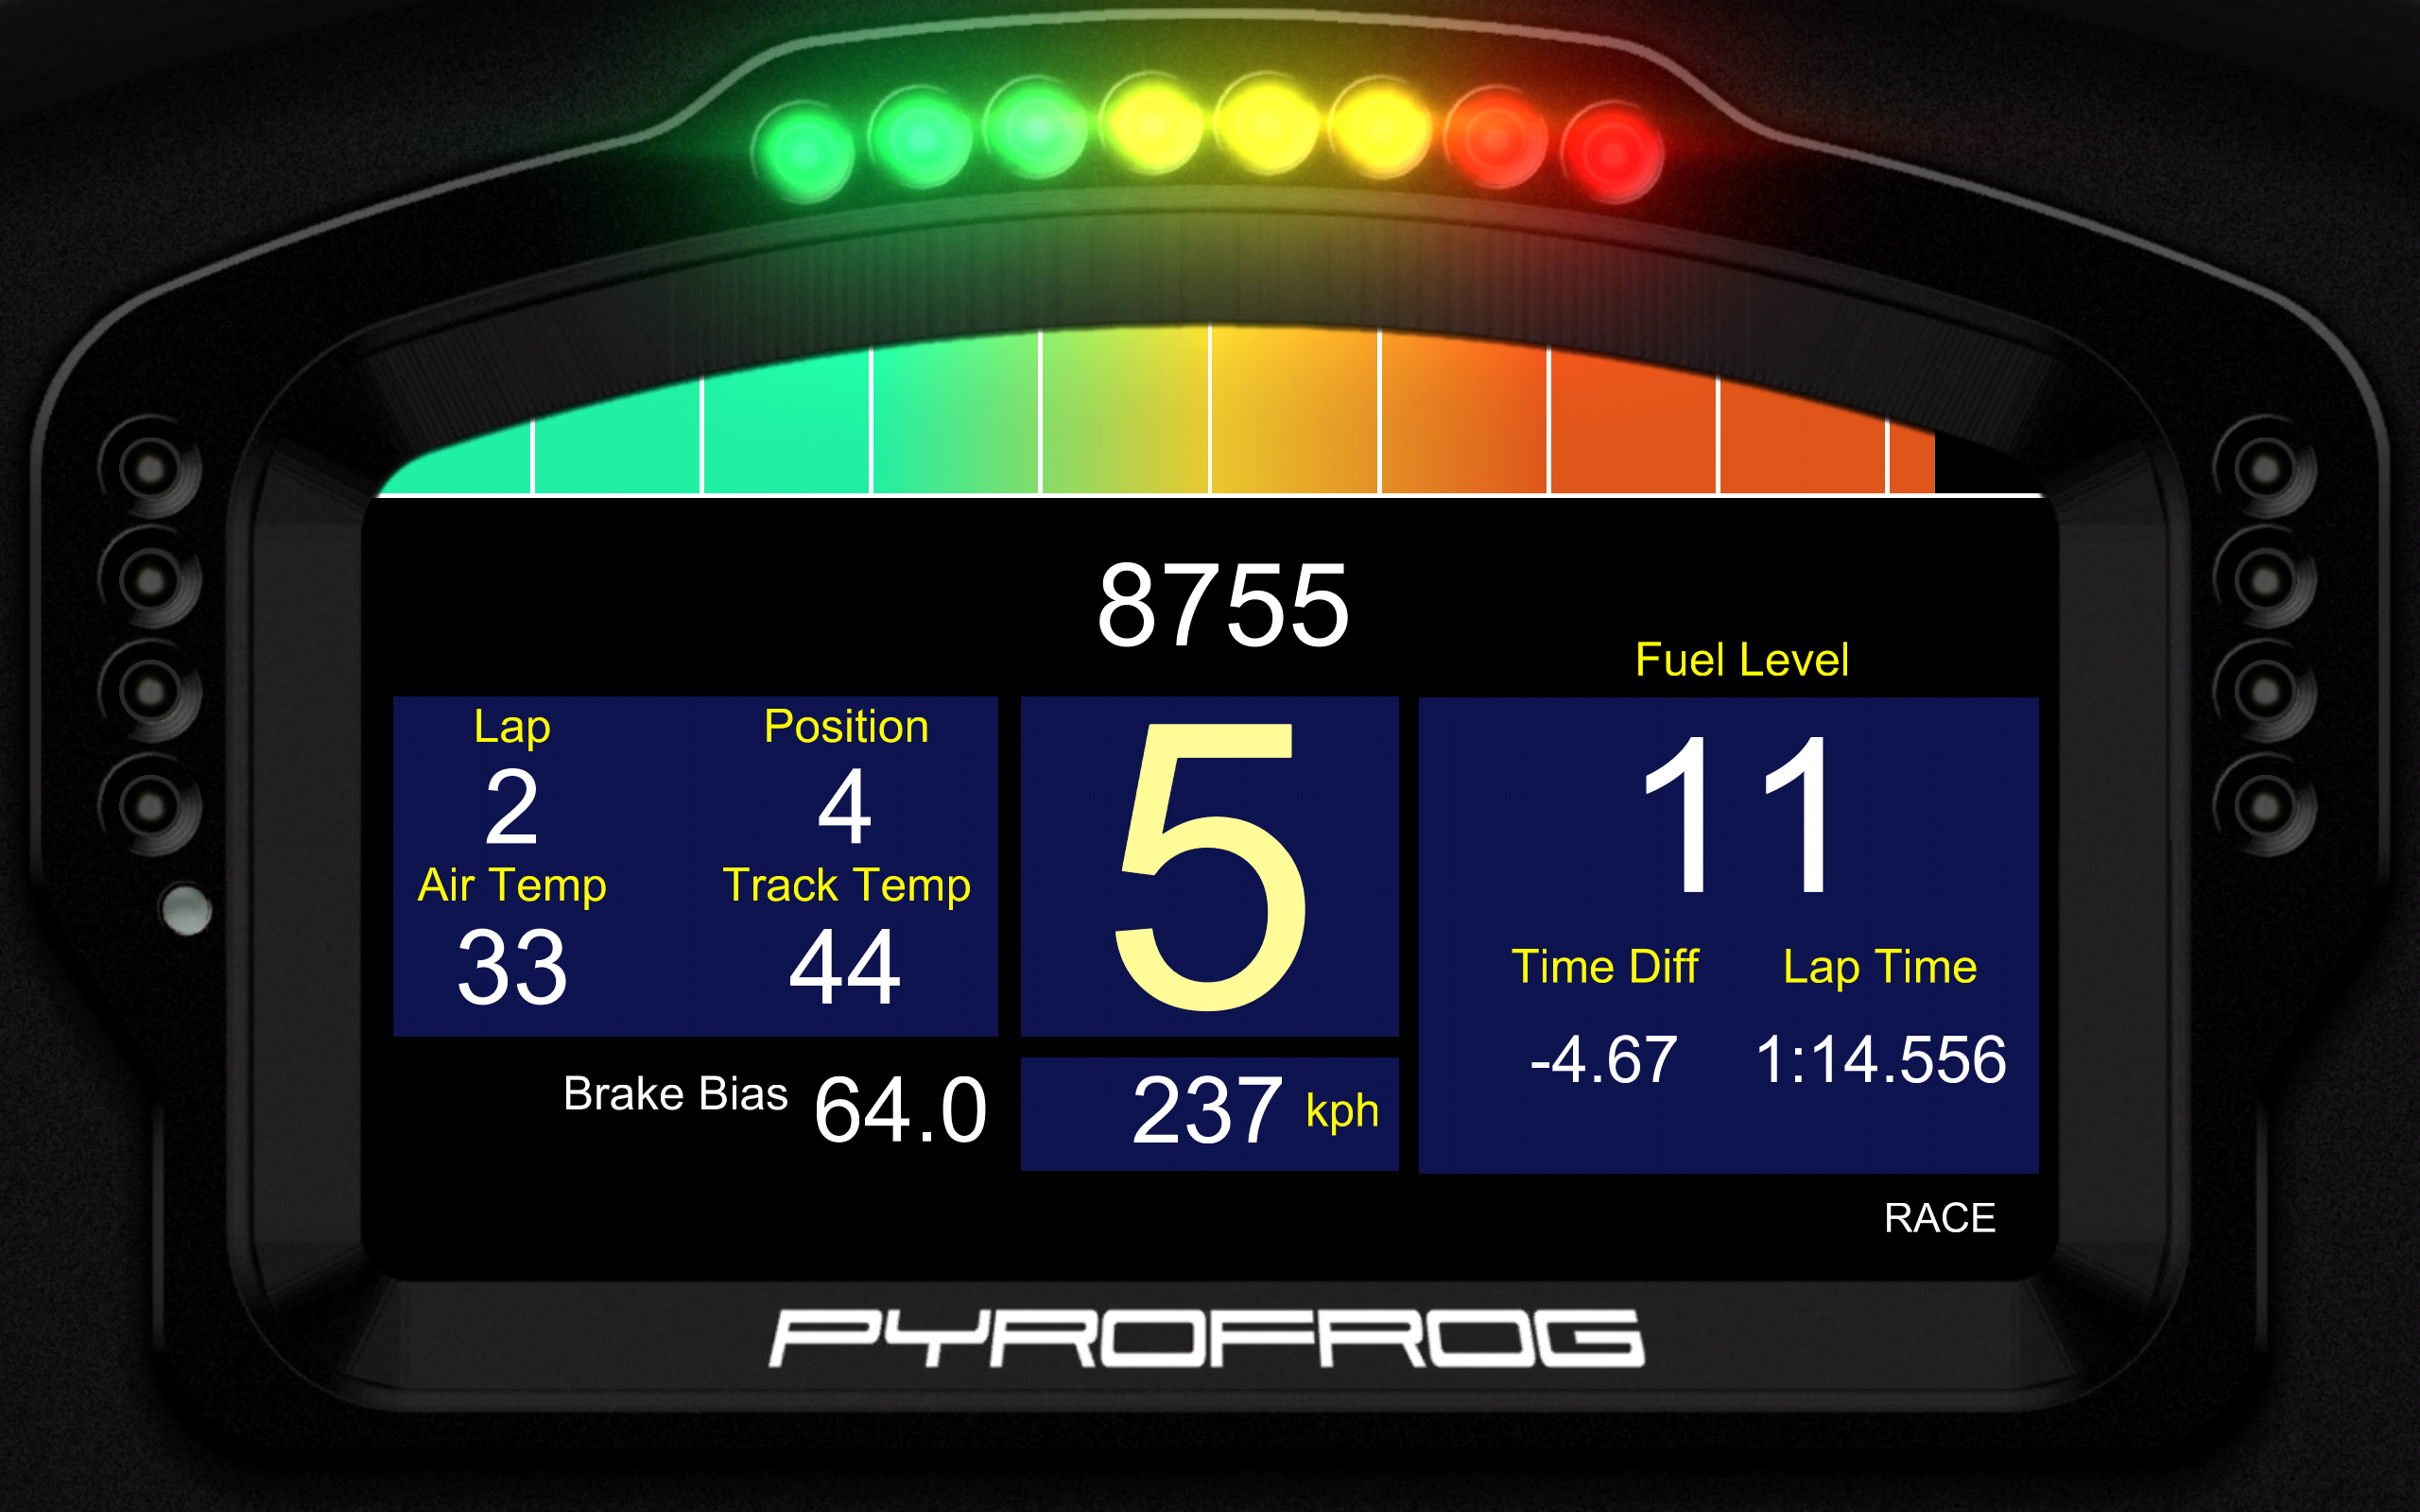 8755
Fuel Level
Lap Position
2 4
Air Temp Track Temp
33 44
5
11
Time Diff Lap Time
-4.67 1:14.556
Brake Bias 64.0
237 kph
RACE
PYROFROG